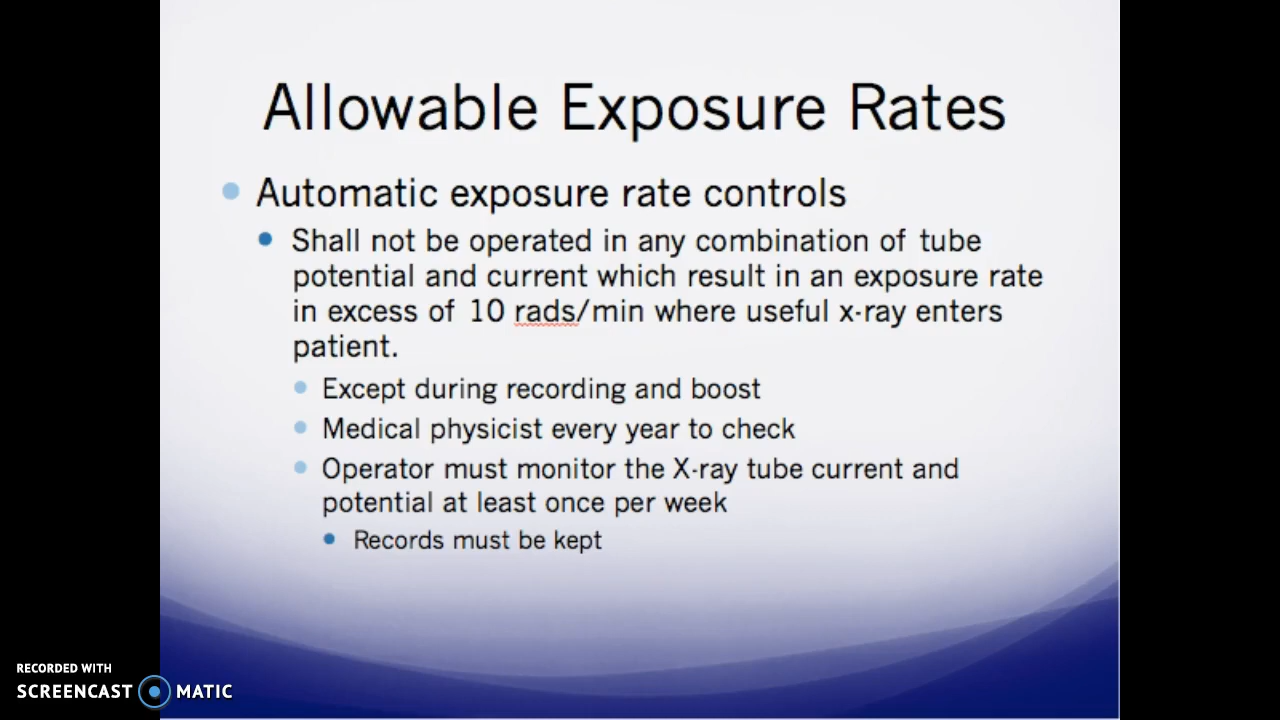 Allowable Exposure Rates
Automatic exposure rate controls
Shall not be operated in any combination of tube
potential and current which result in an exposure rate
in excess of 10 rads/min where useful x-ray enters
patient.
Except during recording and boost
Medical physicist every year to check
Operator must monitor the X-ray tube current and
potential at least once per week
Records must be kept
RECORDED WITH
SCREENCAST MATIC